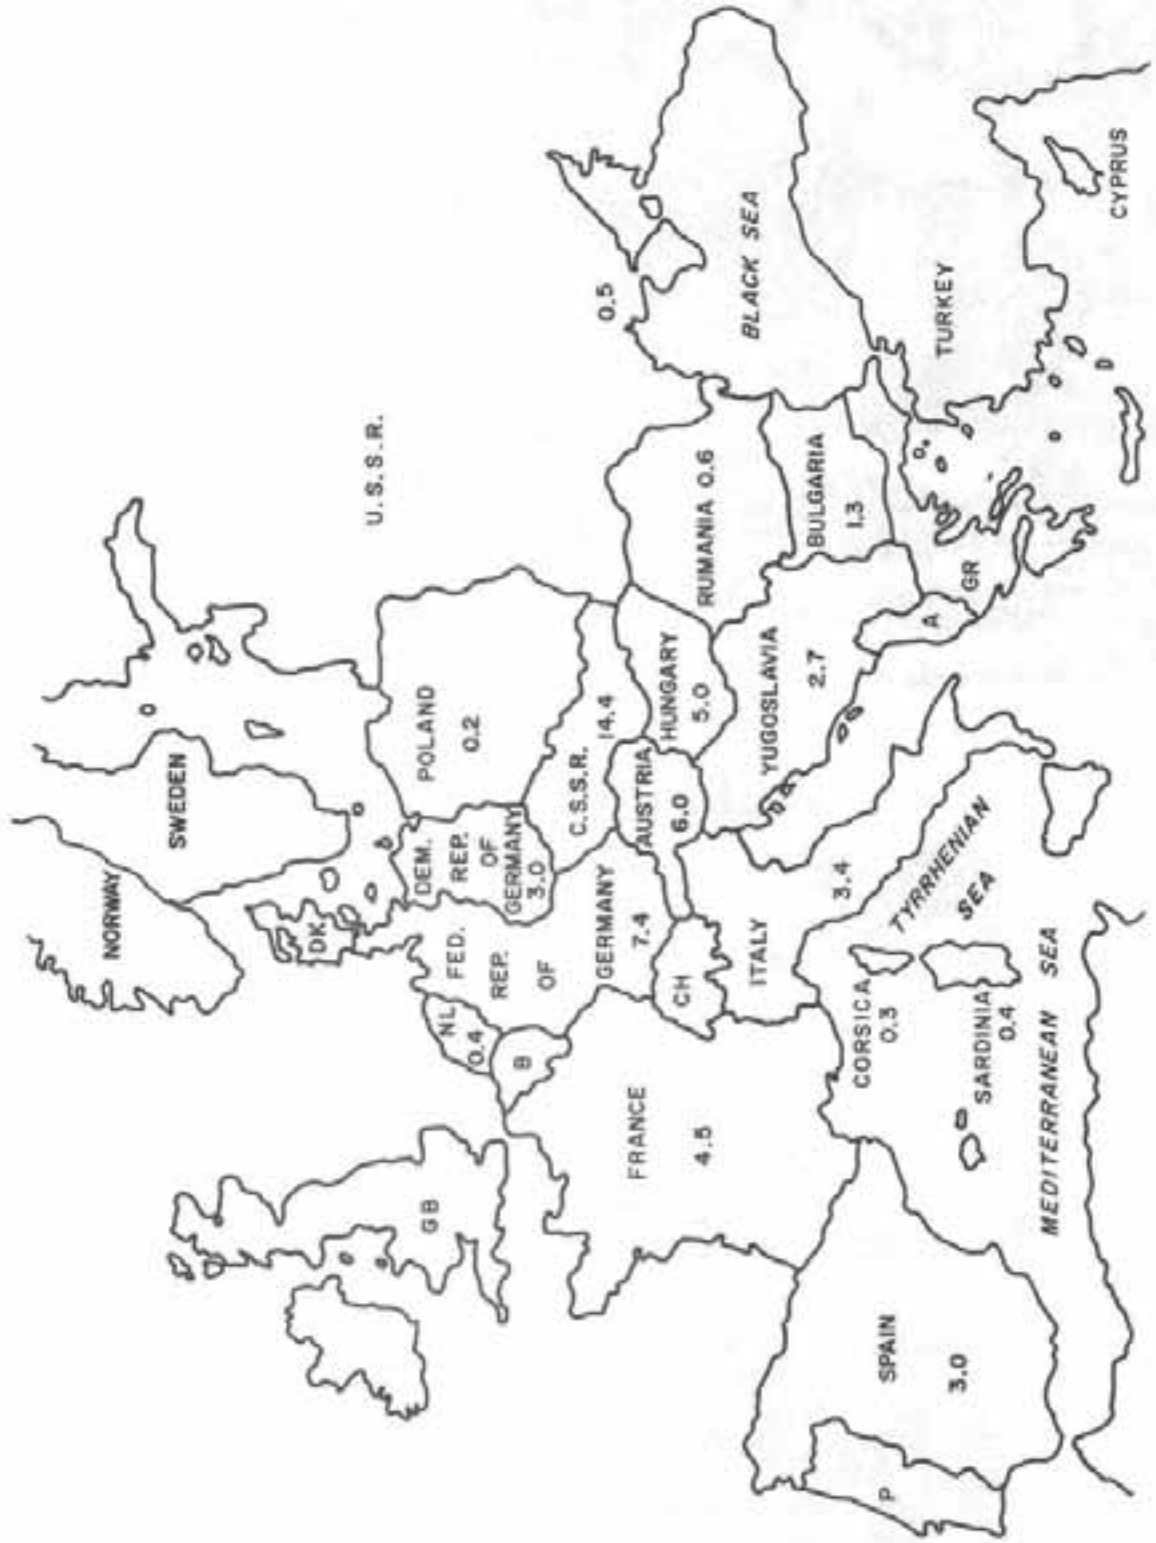 NORWAY
SWEDEN
DK
U.S.S.R.
GB
NL
0.4
B
FED.
REP.
OF
GERMANY
7.4
DEM.
REP.
OF
GERMANY
3.0
POLAND
0.2
C.S.S.R.
14.4
FRANCE
4.5
CH
AUSTRIA
6.0
HUNGARY
5.0
RUMANIA 0.6
0.5
BLACK SEA
ITALY
3.4
YUGOSLAVIA
2.7
BULGARIA
1.3
A
GR
TURKEY
CYPRUS
P
SPAIN
3.0
CORSICA
0.3
SARDINIA
0.4
TYRRHENIAN
SEA
MEDITERRANEAN SEA